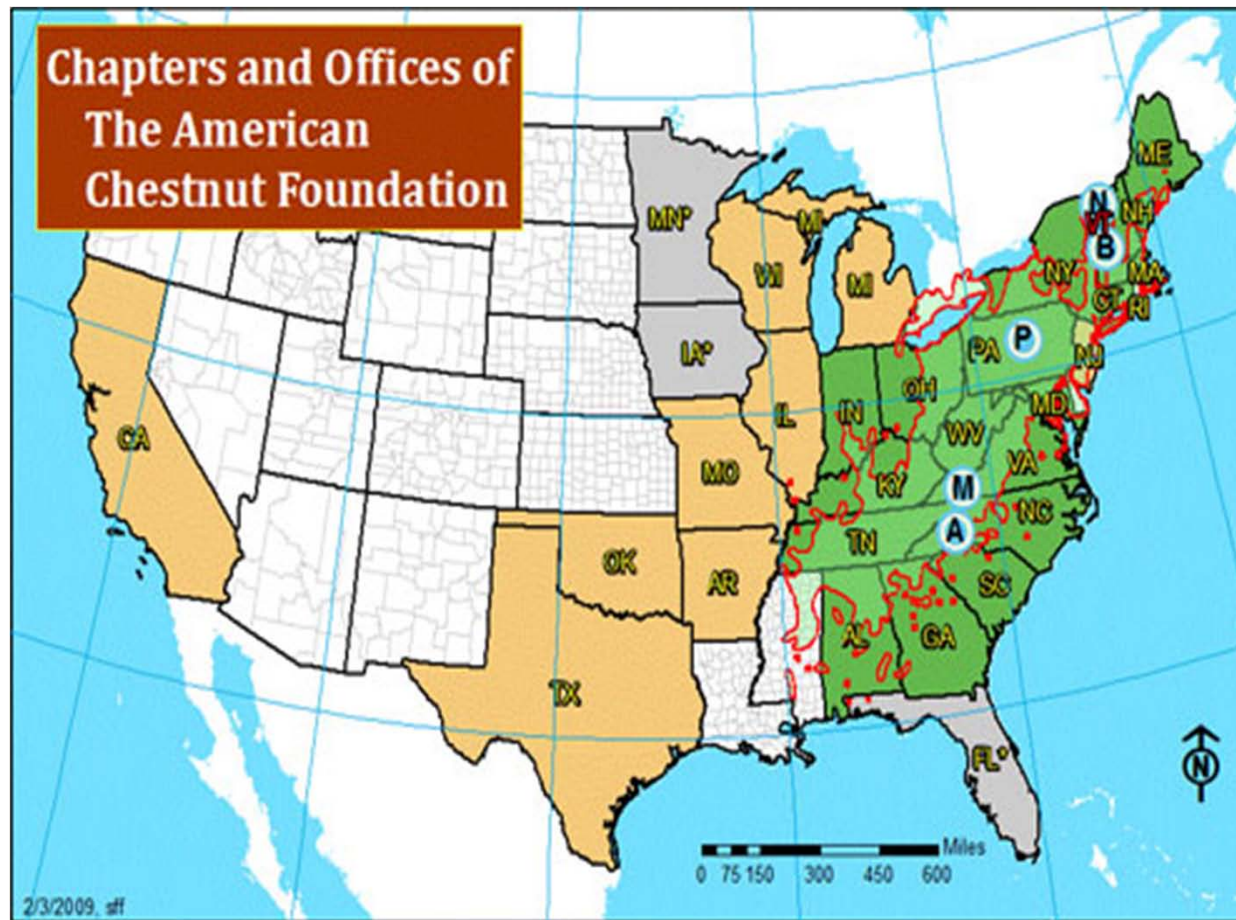 Chapters and Offices of
The American
Chestnut Foundation
ME
MN*
N
NH
VT
MI
B
WI
MI
NY
MA
CT
RI
IA*
PA
P
NJ
OH
MD
IL
IN
WV
CA
VA
MO
KY
M
NC
TN
A
OK
AR
SC
AL
GA
TX
FL*
N
Miles
0 75 150 300 450 600
2/3/2009, sff